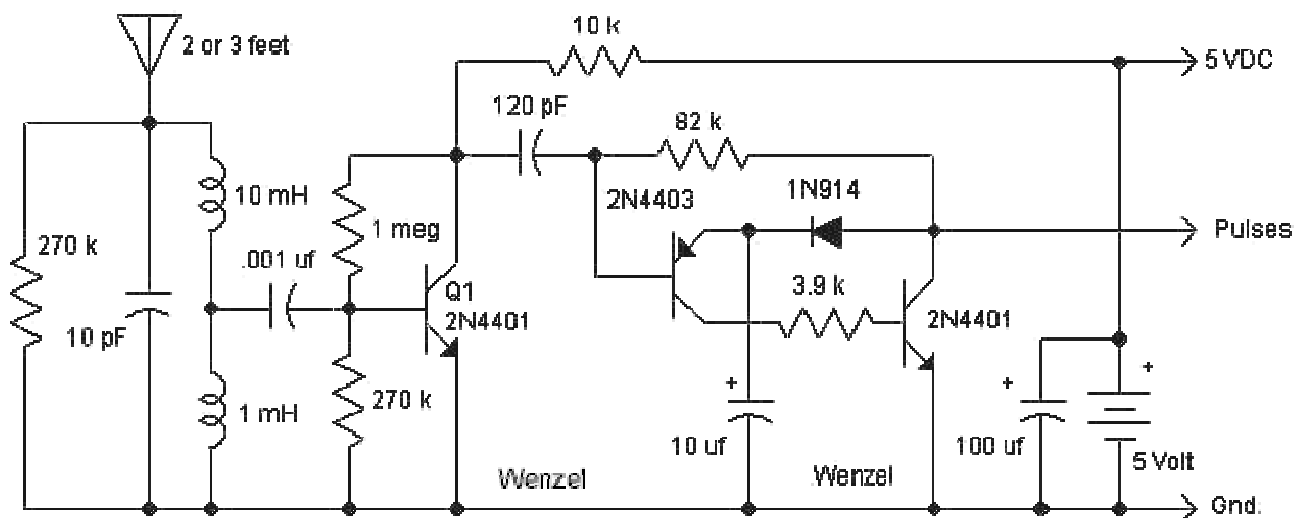 2 or 3 feet
10 k
5 VDC
120 pF
82 k
2N4403
1N914
10 mH
1 meg
270 k
.001 uf
Pulses
3.9 k
Q1
2N4401
2N4401
10 pF
1 mH
270 k
+
+
+
10 uf
100 uf
5 Volt
Wenzel
Wenzel
Gnd.